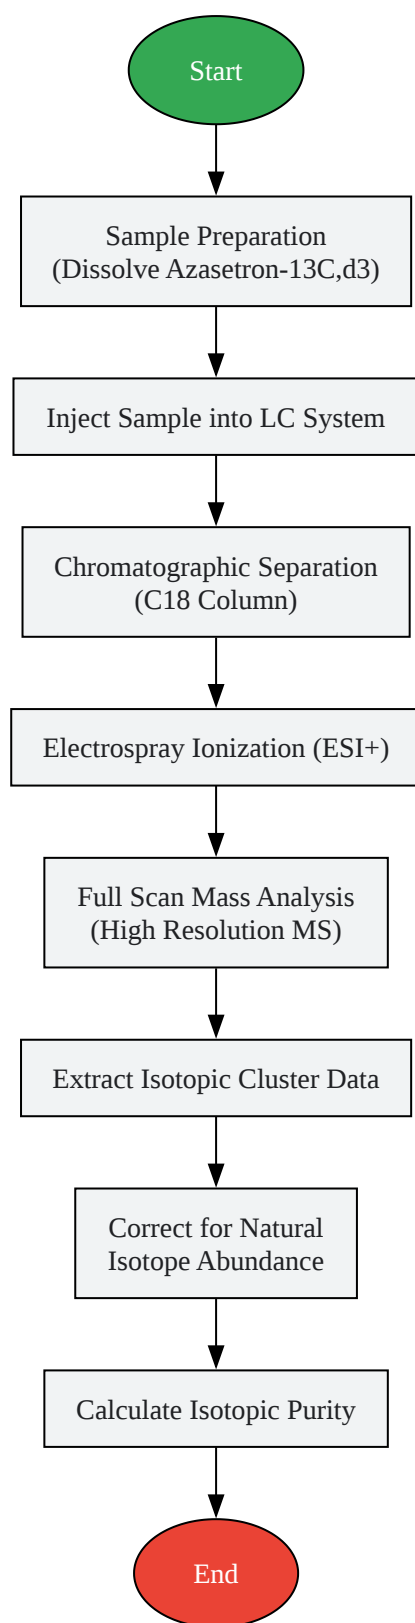 Start
Sample Preparation
(Dissolve Azasetron-13C,d3)
Inject Sample into LC System
Chromatographic Separation
(C18 Column)
Electrospray Ionization (ESI+)
Full Scan Mass Analysis
(High Resolution MS)
Extract Isotopic Cluster Data
Correct for Natural
Isotope Abundance
Calculate Isotopic Purity
End